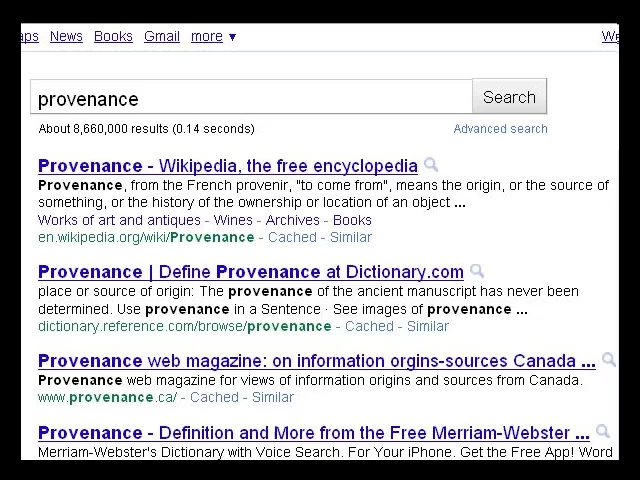 News Books Gmail more ▼
provenance Search
About 8,660,000 results (0.14 seconds) Advanced search
Provenance - Wikipedia, the free encyclopedia
Provenance, from the French provenir, "to come from", means the origin, or the source of
something, or the history of the ownership or location of an object ...
Works of art and antiques - Wines - Archives - Books
en.wikipedia.org/wiki/Provenance - Cached - Similar
Provenance | Define Provenance at Dictionary.com
place or source of origin: The provenance of the ancient manuscript has never been
determined. Use provenance in a Sentence · See images of provenance ...
dictionary.reference.com/browse/provenance - Cached - Similar
Provenance web magazine: on information orgins-sources Canada ...
Provenance web magazine for views of information origins and sources from Canada.
www.provenance.ca/ - Cached - Similar
Provenance - Definition and More from the Free Merriam-Webster ...
Merriam-Webster's Dictionary with Voice Search. For Your iPhone. Get the Free App! Word